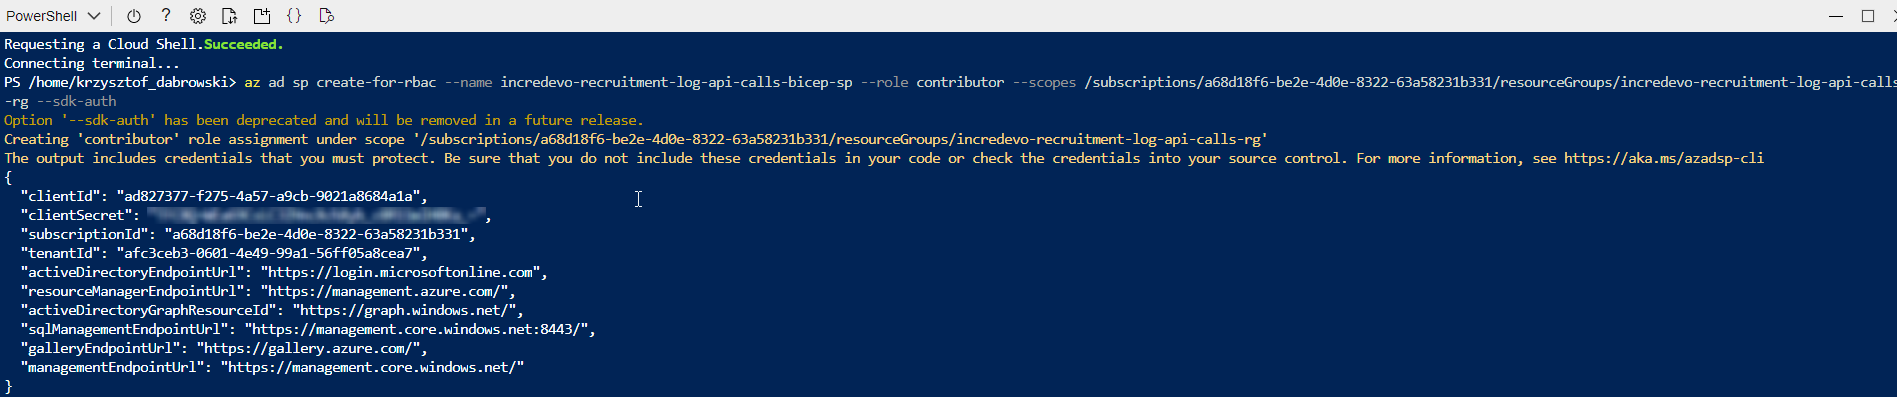 PowerShell
Requesting a Cloud Shell.Succeeded.
Connecting terminal...
PS /home/krzysztof_dabrowski> az ad sp create-for-rbac --name incredevo-recruitment-log-api-calls-bicep-sp --role contributor --scopes /subscriptions/a68d18f6-be2e-4d0e-8322-63a58231b331/resourceGroups/incredevo-recruitment-log-api-calls
-rg --sdk-auth
Option '--sdk-auth' has been deprecated and will be removed in a future release.
Creating 'contributor' role assignment under scope '/subscriptions/a68d18f6-be2e-4d0e-8322-63a58231b331/resourceGroups/incredevo-recruitment-log-api-calls-rg'
The output includes credentials that you must protect. Be sure that you do not include these credentials in your code or check the credentials into your source control. For more information, see https://aka.ms/azadsp-cli
{
"clientId": "ad827377-f275-4a57-a9cb-9021a8684a1a",
"clientSecret": ",
"subscriptionId": "a68d18f6-be2e-4d0e-8322-63a58231b331",
"tenantId": "afc3ceb3-0601-4e49-99a1-56ff05a8cea7",
"activeDirectoryEndpointUrl": "https://login.microsoftonline.com",
"resourceManagerEndpointUrl": "https://management.azure.com/",
"activeDirectoryGraphResourceId": "https://graph.windows.net/",
"sqlManagementEndpointUrl": "https://management.core.windows.net:8443/",
"galleryEndpointUrl": "https://gallery.azure.com/",
"managementEndpointUrl": "https://management.core.windows.net/"
}